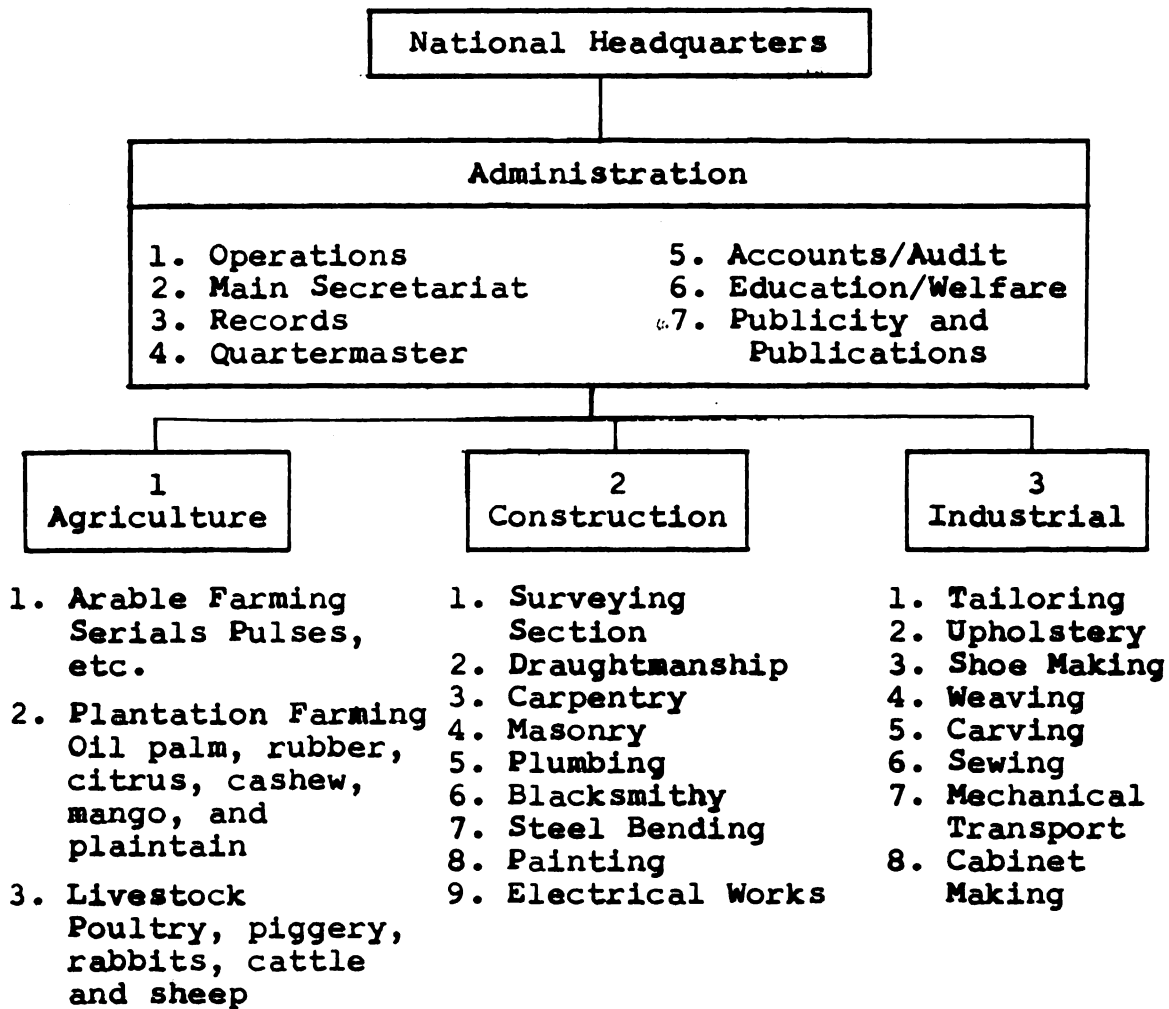 National Headquarters
Administration
1. Operations
2. Main Secretariat
3. Records
4. Quartermaster
5. Accounts/Audit
6. Education/Welfare
7. Publicity and
Publications
1
Agriculture
1. Arable Farming
Serials Pulses,
etc.
2. Plantation Farming
Oil palm, rubber,
citrus, cashew,
mango, and
plaintain
3. Livestock
Poultry, piggery,
rabbits, cattle
and sheep
2
Construction
1. Surveying
Section
2. Draughtmanship
3. Carpentry
4. Masonry
5. Plumbing
6. Blacksmithy
7. Steel Bending
8. Painting
9. Electrical Works
3
Industrial
1. Tailoring
2. Upholstery
3. Shoe Making
4. Weaving
5. Carving
6. Sewing
7. Mechanical
Transport
8. Cabinet
Making